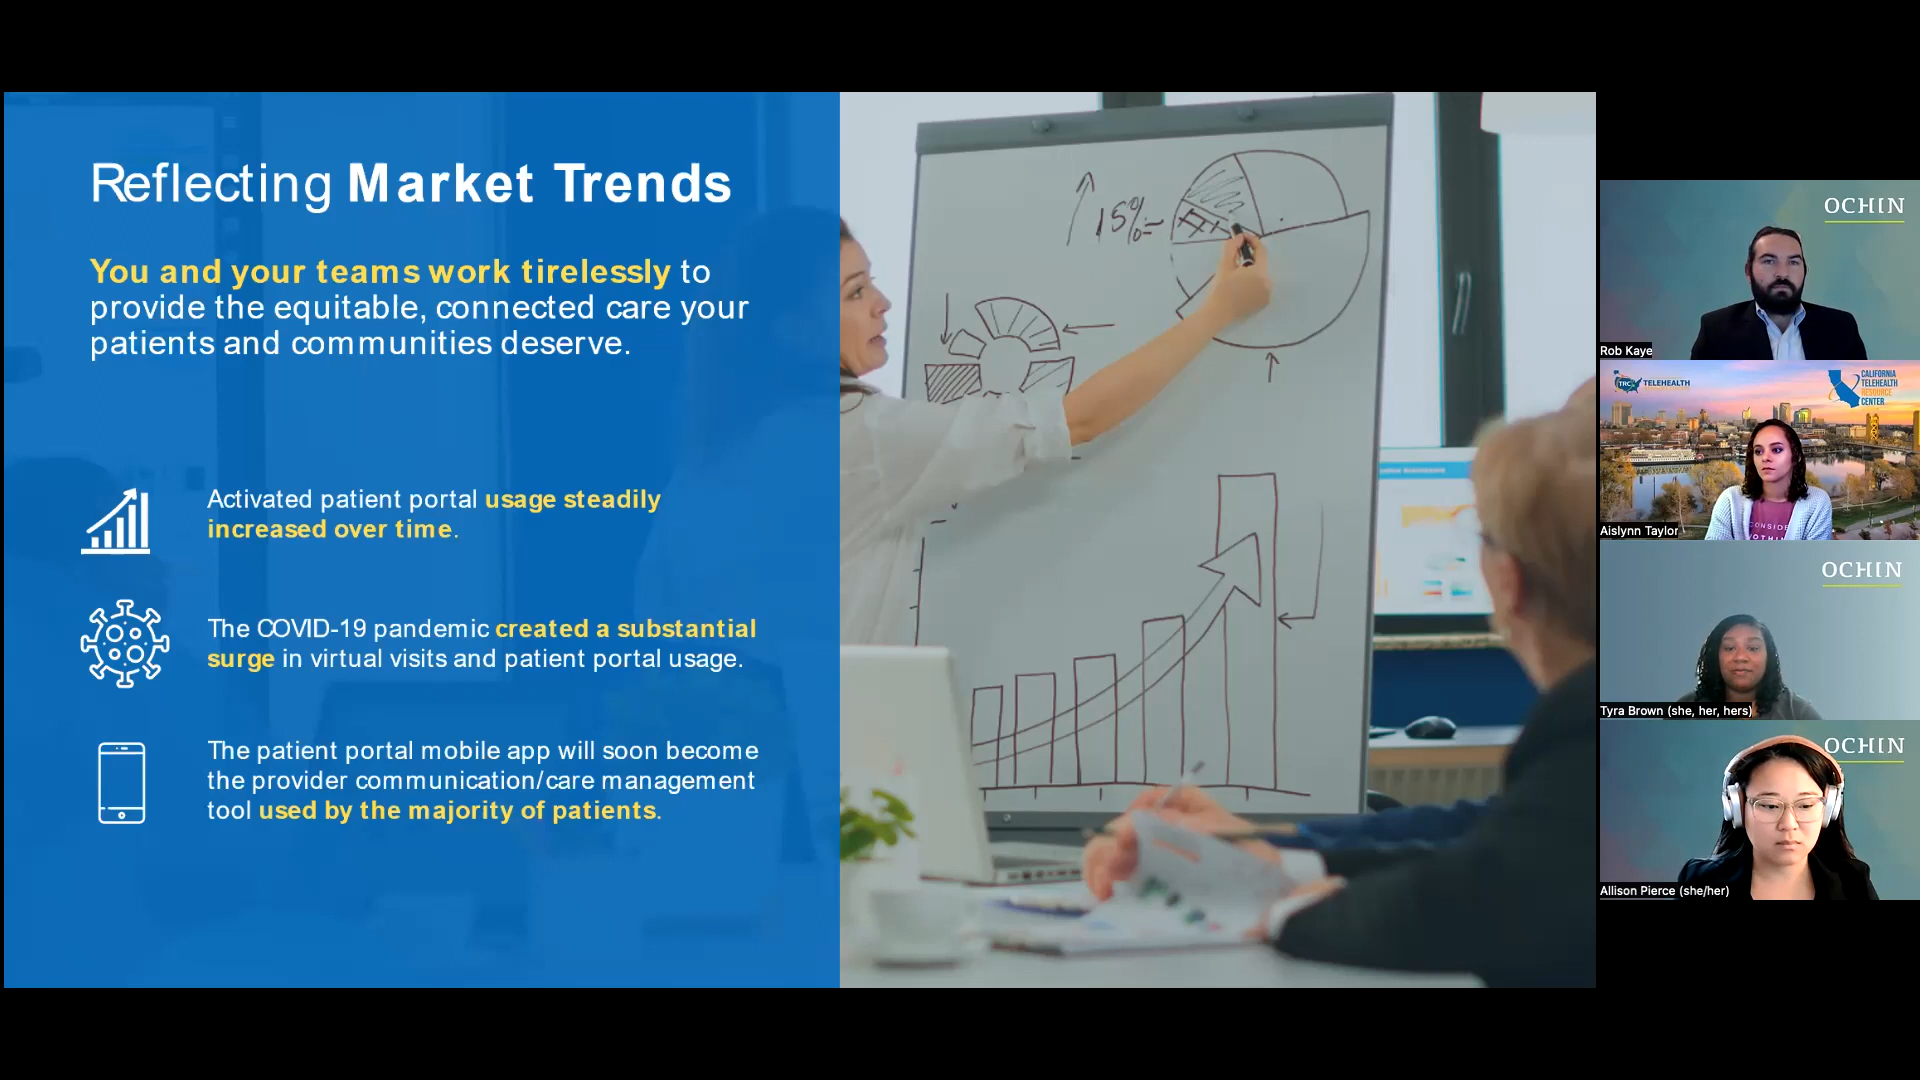 Reflecting Market Trends
You and your teams work tirelessly to
provide the equitable, connected care your
patients and communities deserve.
Activated patient portal usage steadily
increased over time.
The COVID-19 pandemic created a substantial
surge in virtual visits and patient portal usage.
The patient portal mobile app will soon become
the provider communication/care management
tool used by the majority of patients.
15%
OCHIN
Rob Kaye
TRC
TELEHEALTH
CALIFORNIA
TELEHEALTH
RESOURCE
CENTER
CONSIDE
Aislynn Taylor
OCHIN
Tyra Brown (she, her, hers)
OCHIN
Allison Pierce (she/her)